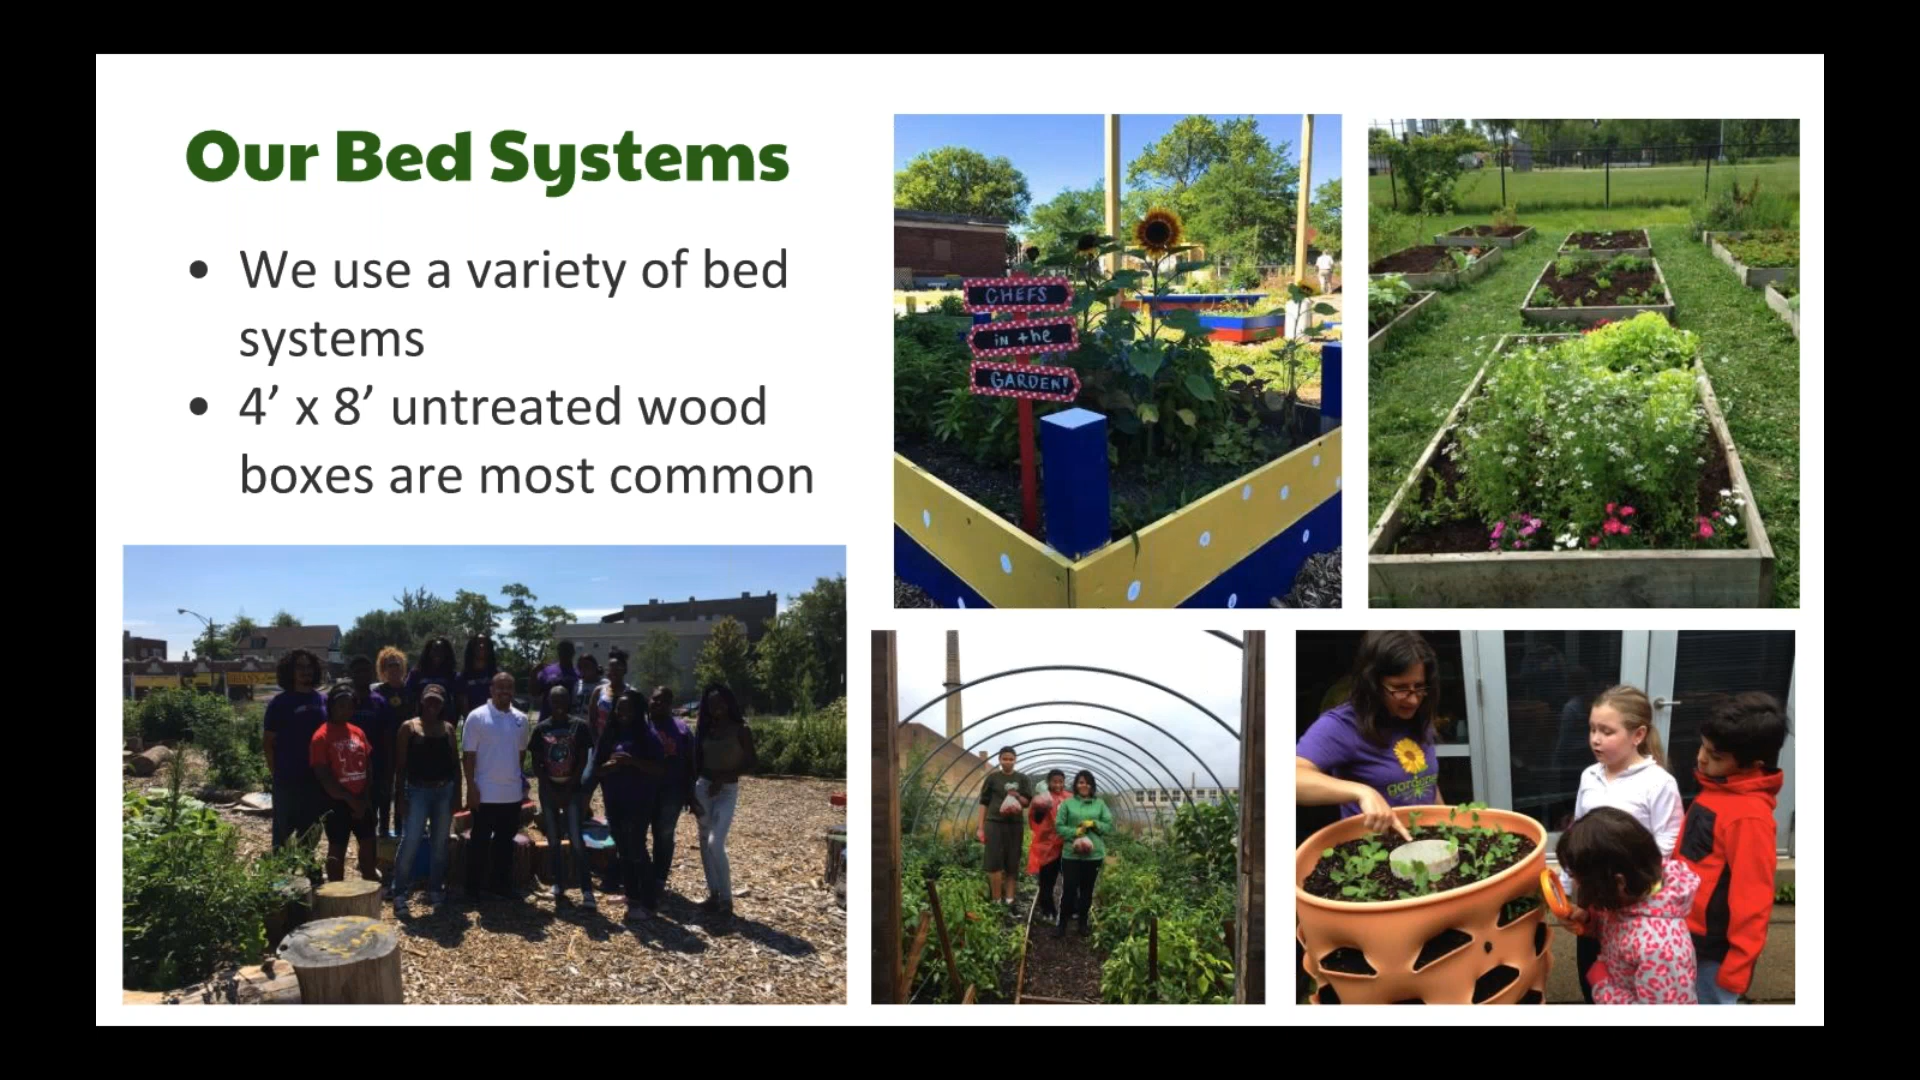 Our Bed Systems
• We use a variety of bed
systems
• 4’ x 8’ untreated wood
boxes are most common
CHEFS
in the
GARDEN!